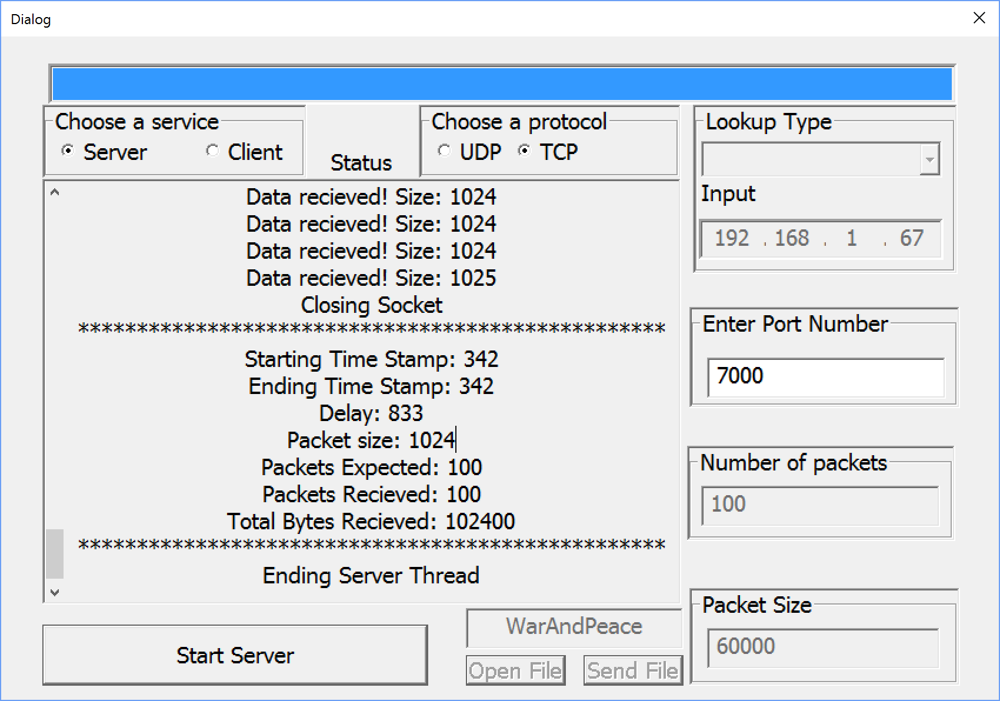 Dialog
Choose a service
Server Client
Status
Choose a protocol
UDP TCP
Lookup Type
Input
192 . 168 . 1 . 67
Data recieved! Size: 1024
Data recieved! Size: 1024
Data recieved! Size: 1024
Data recieved! Size: 1025
Closing Socket
**************************************************
Starting Time Stamp: 342
Ending Time Stamp: 342
Delay: 833
Packet size: 1024
Packets Expected: 100
Packets Recieved: 100
Total Bytes Recieved: 102400
**************************************************
Ending Server Thread
Enter Port Number
7000
Number of packets
100
Packet Size
60000
Start Server
WarAndPeace
Open File Send File